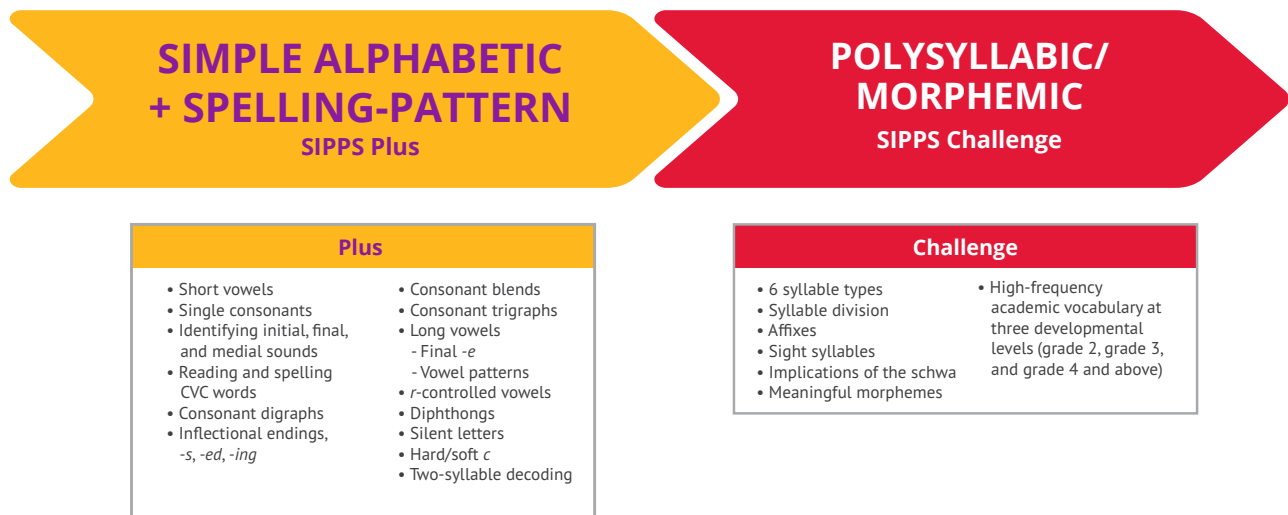 SIMPLE ALPHABETIC
+ SPELLING-PATTERN
SIPPS Plus
POLYSYLLABIC/
MORPHEMIC
SIPPS Challenge
Plus
• Short vowels
• Single consonants
• Identifying initial, final,
and medial sounds
• Reading and spelling
CVC words
• Consonant digraphs
• Inflectional endings,
-s, -ed, -ing
• Consonant blends
• Consonant trigraphs
• Long vowels
- Final -e
- Vowel patterns
• r-controlled vowels
• Diphthongs
• Silent letters
• Hard/soft c
• Two-syllable decoding
Challenge
• 6 syllable types
• Syllable division
• Affixes
• Sight syllables
• Implications of the schwa
• Meaningful morphemes
• High-frequency
academic vocabulary at
three developmental
levels (grade 2, grade 3,
and grade 4 and above)